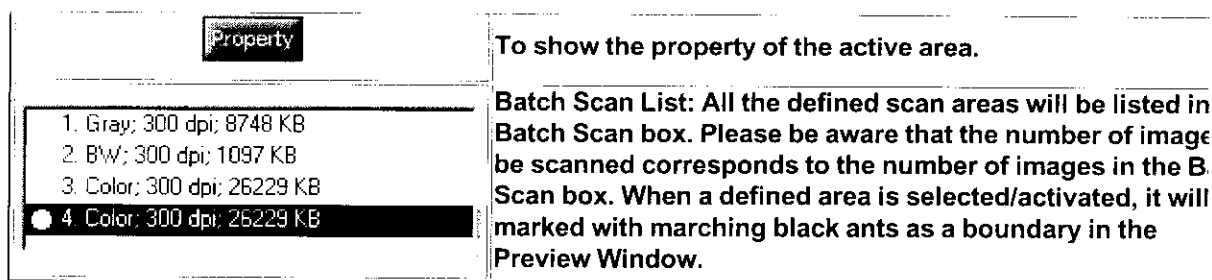 Property
To show the property of the active area.
1. Gray; 300 dpi; 8748 KB
2. BW; 300 dpi; 1097 KB
3. Color; 300 dpi; 26229 KB
4. Color; 300 dpi; 26229 KB
Batch Scan List: All the defined scan areas will be listed in
Batch Scan box. Please be aware that the number of image
be scanned corresponds to the number of images in the B
Scan box. When a defined area is selected/activated, it will
marked with marching black ants as a boundary in the
Preview Window.